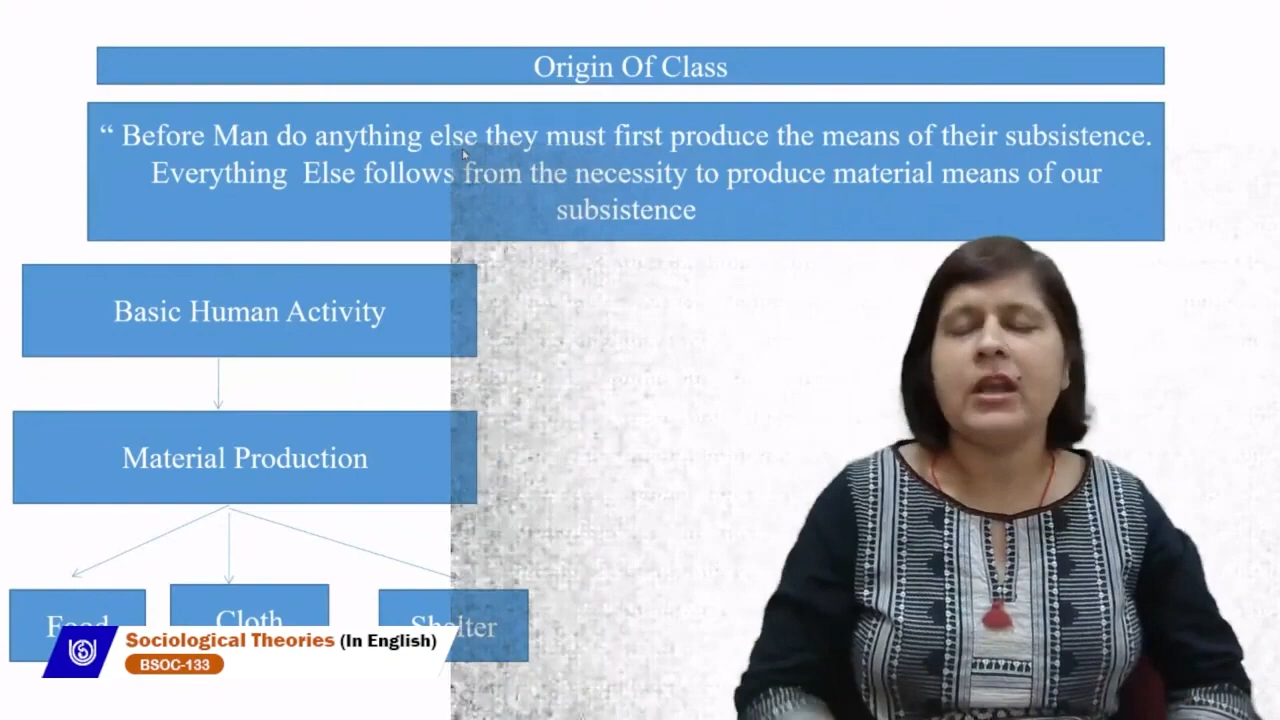 Origin Of Class
“ Before Man do anything else they must first produce the means of their subsistence.
Everything Else follows from the necessity to produce material means of our
subsistence
Basic Human Activity
Material Production
Food
Cloth
Shelter
Sociological Theories (In English)
BSOC-133